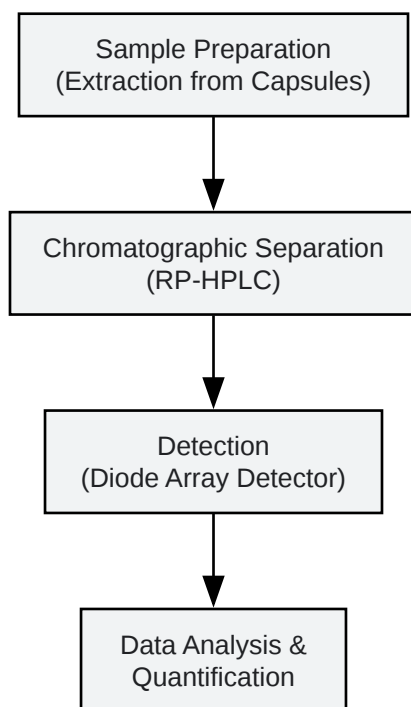 Sample Preparation
(Extraction from Capsules)
Chromatographic Separation
(RP-HPLC)
Detection
(Diode Array Detector)
Data Analysis &
Quantification